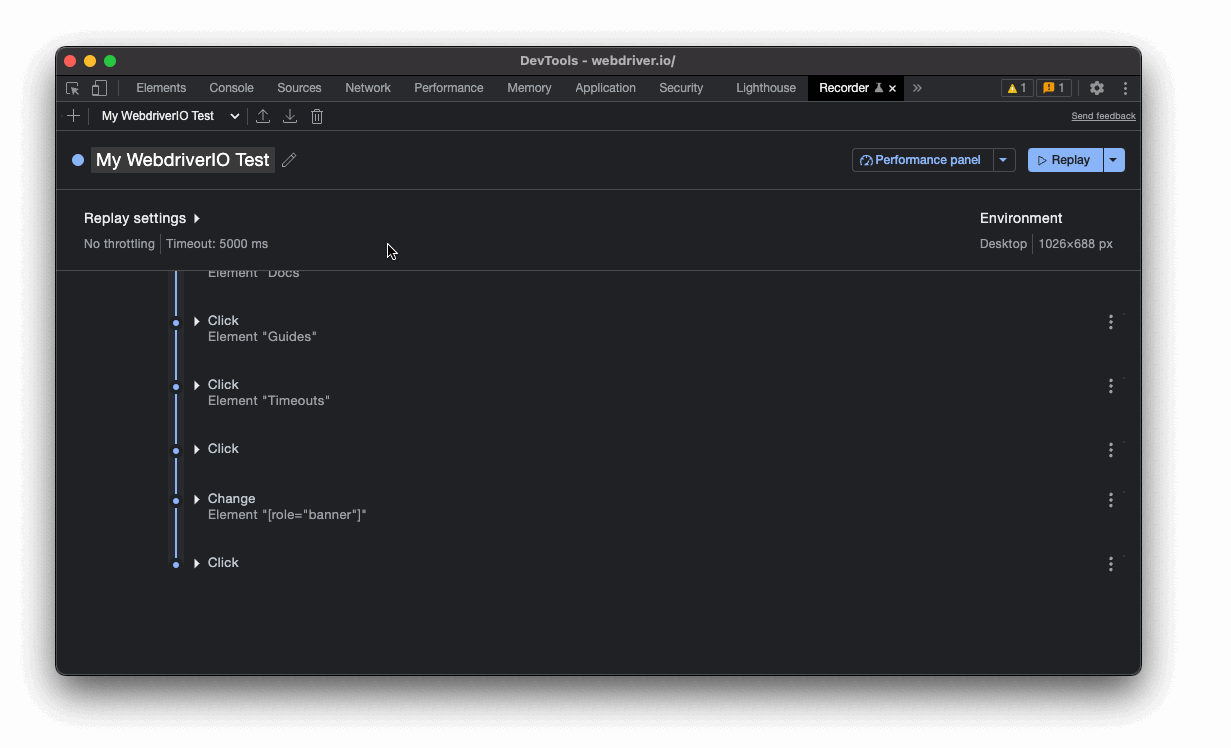 DevTools - webdriver.io/
Elements Console Sources Network Performance Memory Application Security Lighthouse Recorder 1 1
My WebdriverIO Test
Send feedback
My WebdriverIO Test
Performance panel
Replay
Replay settings
Environment
No throttling Timeout: 5000 ms
Desktop 1026×688 px
Element "Docs"
Click
Element "Guides"
Click
Element "Timeouts"
Click
Change
Element "[role="banner"]"
Click